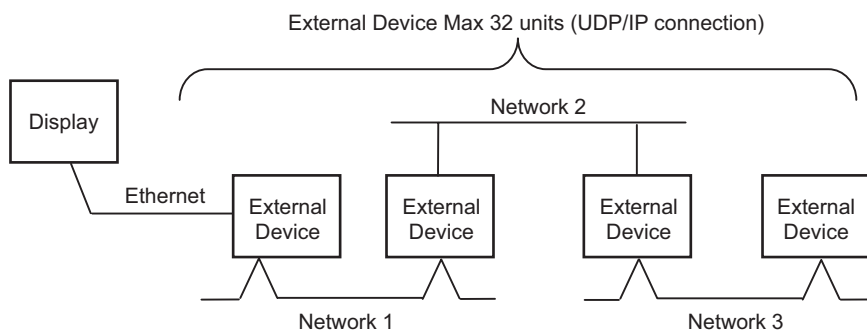 External Device Max 32 units (UDP/IP connection)
Network 2
Display
Ethernet
External
Device
External
Device
External
Device
External
Device
Network 1
Network 3